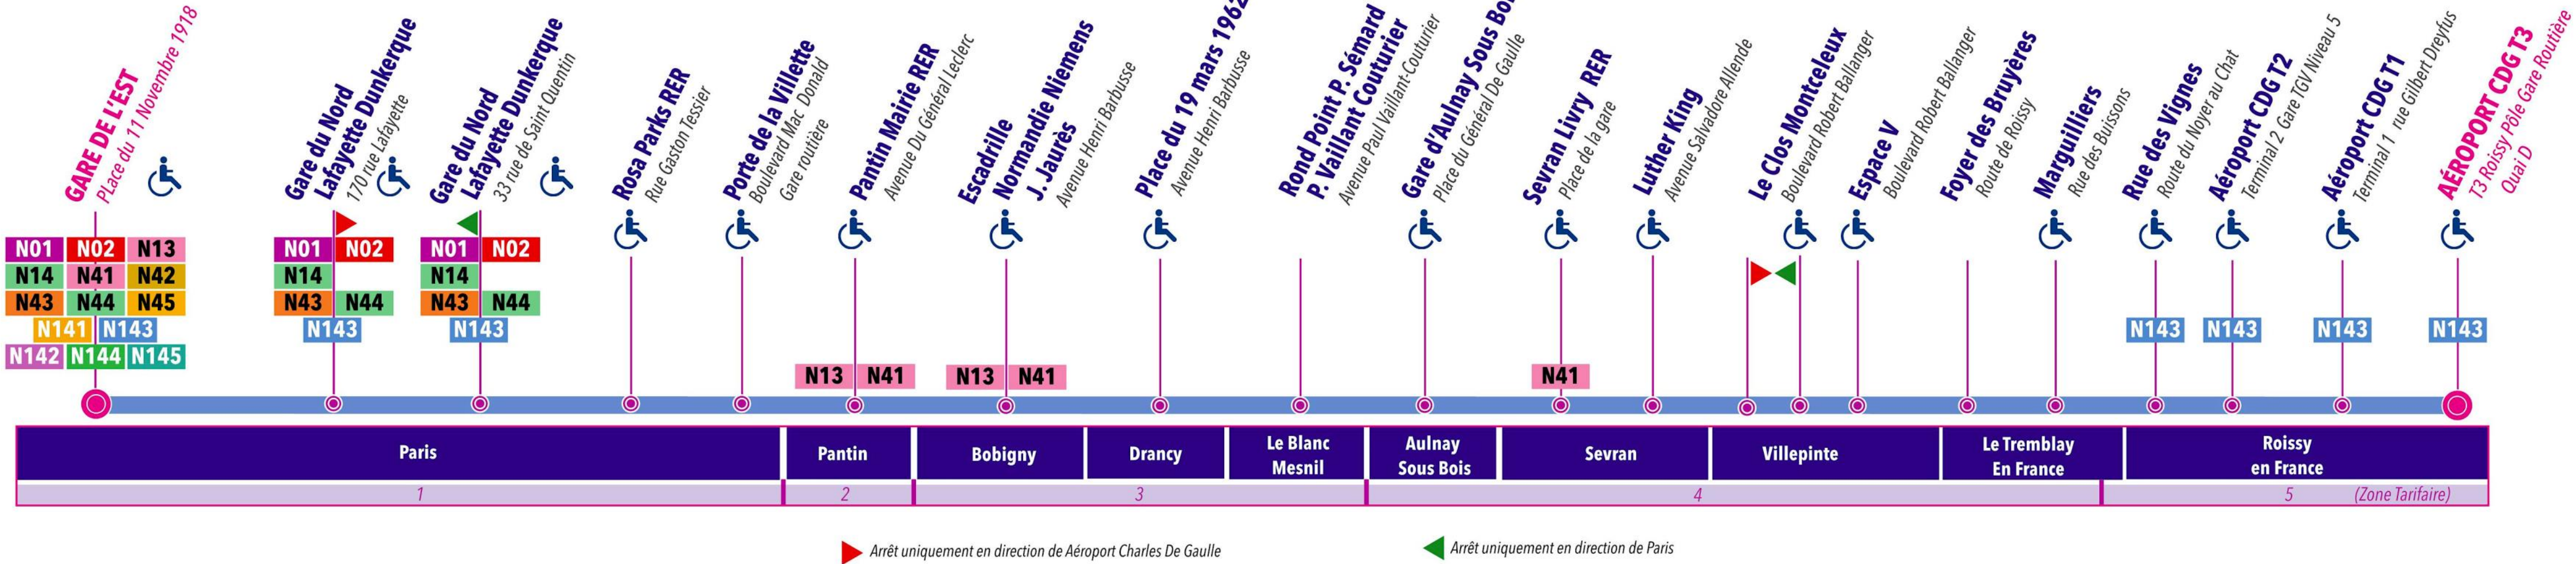 GARE DE L'EST
Place du 11 Novembre 1918
Gare du Nord
Lafayette Dunkerque
170 rue Lafayette
Gare du Nord
Lafayette Dunkerque
33 rue de Saint Quentin
Rosa Parks RER
Rue Gaston Tessier
Porte de la Villette
Boulevard Mac Donald
Gare routière
Pantin Mairie RER
Avenue Du Général Leclerc
Escadrille
Normandie Niemens
J. Jaurès
Avenue Henri Barbusse
Place du 19 mars 1962
Avenue Henri Barbusse
Rond Point P. Sémard
P. Vaillant Couturier
Avenue Paul Vaillant-Couturier
Gare d'Aulnay Sous
Place du Général De Gaulle
Sevran Livry RER
Place de la gare
Luther King
Avenue Salvadore Allende
Le Clos Montceleux
Boulevard Robert Ballanger
Espace V
Boulevard Robert Ballanger
Foyer des Bruyères
Route de Roissy
Marguilliers
Rue des Buissons
Rue des Vignes
Route du Noyer au Chat
Aéroport CDG T2
Terminal 2 Gare TGV Niveau 5
Aéroport CDG T1
Terminal 1 rue Gilbert Dreyfus
AÉROPORT CDG T3
T3 Roissy Pôle Gare Routière
Quai D
N01 N02 N13
N14 N41 N42
N43 N44 N45
N141 N143
N142 N144 N145
N01 N02
N14
N43 N44
N143
N01 N02
N14
N43 N44
N143
N13 N41
N13 N41
N41
N143
N143
N143
N143
Paris
Pantin
Bobigny
Drancy
Le Blanc
Mesnil
Aulnay
Sous Bois
Sevran
Villepinte
Le Tremblay
En France
Roissy
en France
1
2
3
4
5
(Zone Tarifaire)
Arrêt uniquement en direction de Aéroport Charles De Gaulle
Arrêt uniquement en direction de Paris